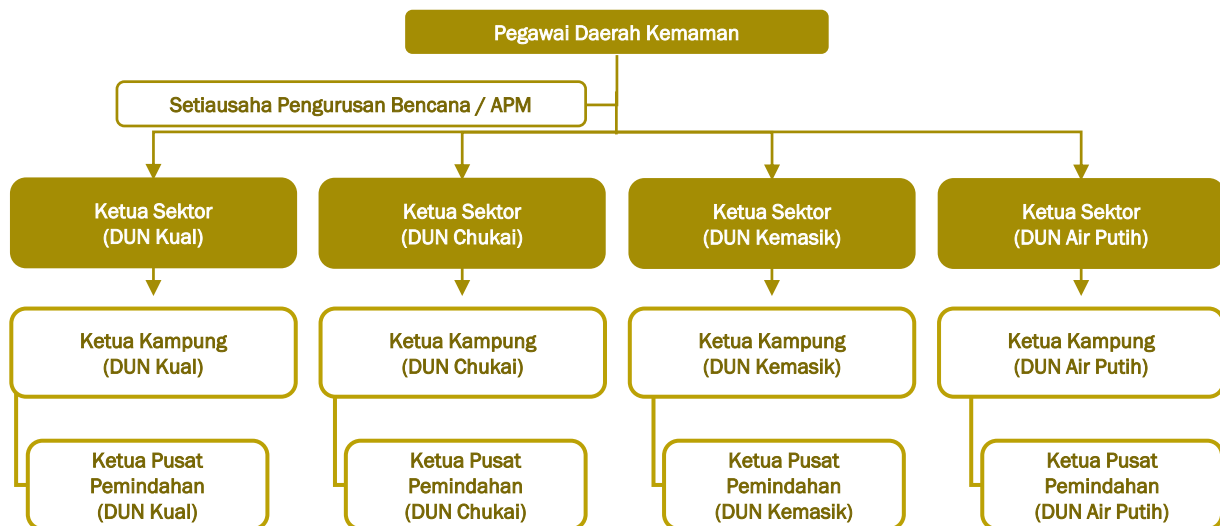 Pegawai Daerah Kemaman
Setiausaha Pengurusan Bencana / APM
Ketua Sektor
(DUN Kual)
Ketua Sektor
(DUN Chukai)
Ketua Sektor
(DUN Kemasik)
Ketua Sektor
(DUN Air Putih)
Ketua Kampung
(DUN Kual)
Ketua Kampung
(DUN Chukai)
Ketua Kampung
(DUN Kemasik)
Ketua Kampung
(DUN Air Putih)
Ketua Pusat
Pemindahan
(DUN Kual)
Ketua Pusat
Pemindahan
(DUN Chukai)
Ketua Pusat
Pemindahan
(DUN Kemasik)
Ketua Pusat
Pemindahan
(DUN Air Putih)